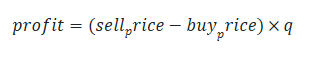 profit = (sellₚrice − buyₚrice) × q